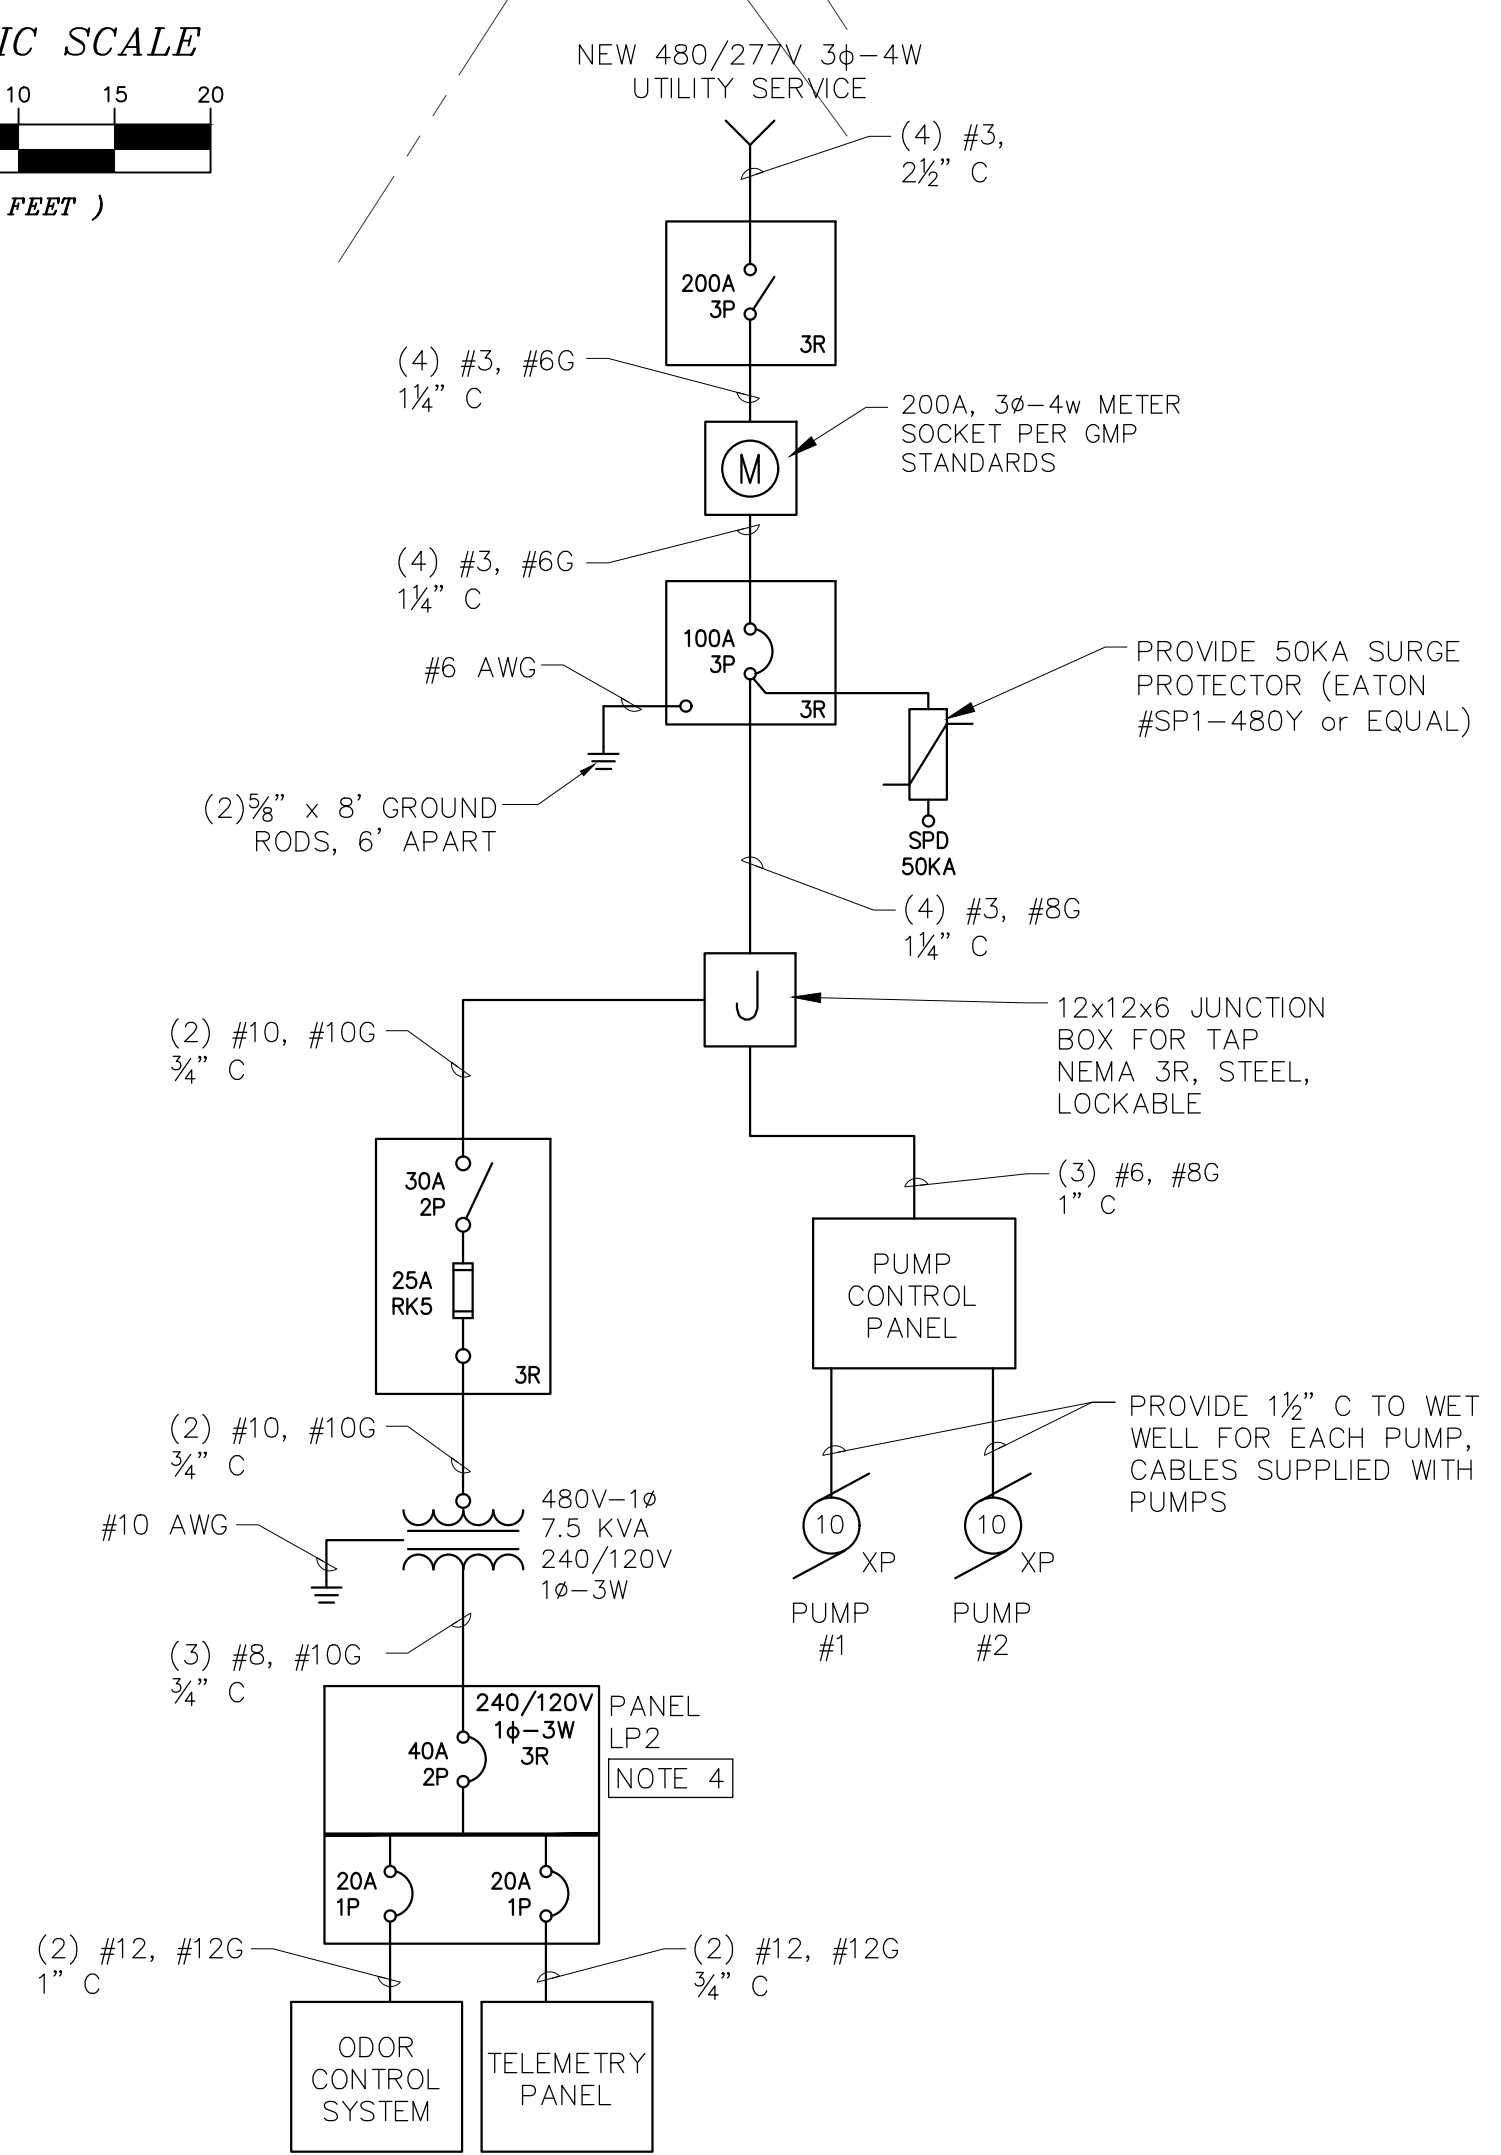 IC SCALE
10 15 20
FEET )
NEW 480/277V 3ϕ-4W
UTILITY SERVICE
(4) #3,
2½" C
200A
3P
3R
(4) #3, #6G
1¼" C
200A, 3ø-4w METER
SOCKET PER GMP
STANDARDS
M
(4) #3, #6G
1¼" C
100A
3P
3R
#6 AWG
PROVIDE 50KA SURGE
PROTECTOR (EATON
#SP1-480Y or EQUAL)
(2)⅝" x 8' GROUND
RODS, 6' APART
SPD
50KA
(4) #3, #8G
1¼" C
J
12x12x6 JUNCTION
BOX FOR TAP
NEMA 3R, STEEL,
LOCKABLE
(2) #10, #10G
¾" C
30A
2P
25A
RK5
3R
(3) #6, #8G
1" C
PUMP
CONTROL
PANEL
PROVIDE 1½" C TO WET
WELL FOR EACH PUMP,
CABLES SUPPLIED WITH
PUMPS
(2) #10, #10G
¾" C
#10 AWG
480V-1ø
7.5 KVA
240/120V
1ø-3W
10
XP
10
XP
PUMP
#1
PUMP
#2
(3) #8, #10G
¾" C
240/120V
1ϕ-3W
3R
40A
2P
PANEL
LP2
NOTE 4
20A
1P
20A
1P
(2) #12, #12G
1" C
(2) #12, #12G
¾" C
ODOR
CONTROL
SYSTEM
TELEMETRY
PANEL